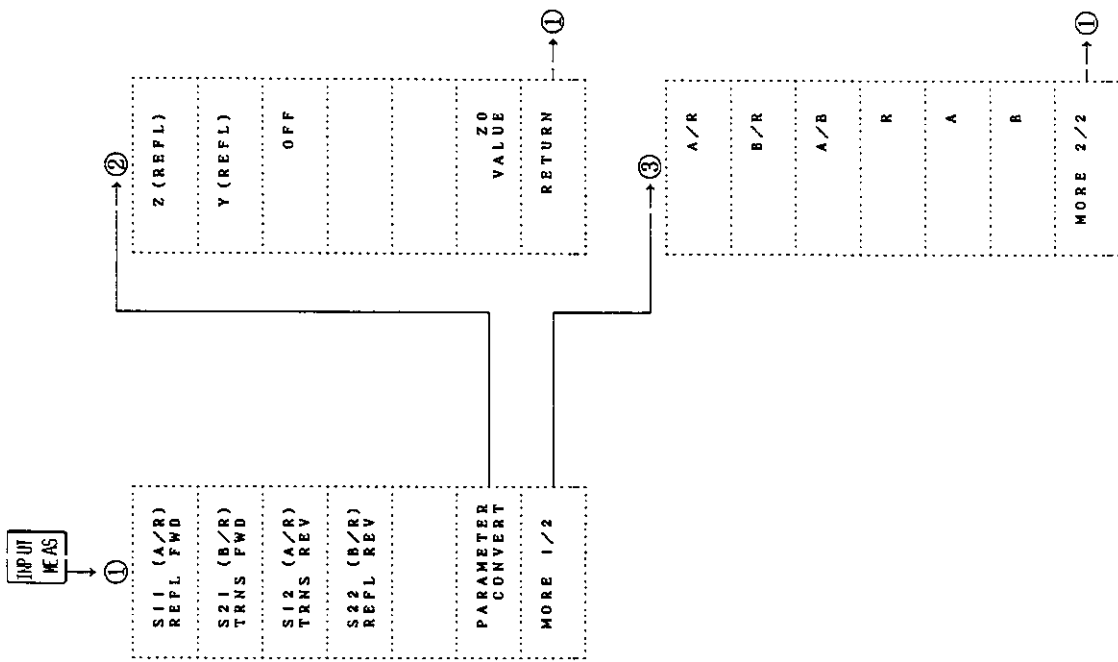 INPUT
MEAS
①
S11 (A/R)
REFL FWD
S21 (B/R)
TRNS FWD
S12 (A/R)
TRNS REV
S22 (B/R)
REFL REV
PARAMETER
CONVERT
MORE 1/2
②
Z(REFL)
Y(REFL)
OFF
Z0
VALUE
RETURN
①
③
A/R
B/R
A/B
R
A
B
MORE 2/2
①